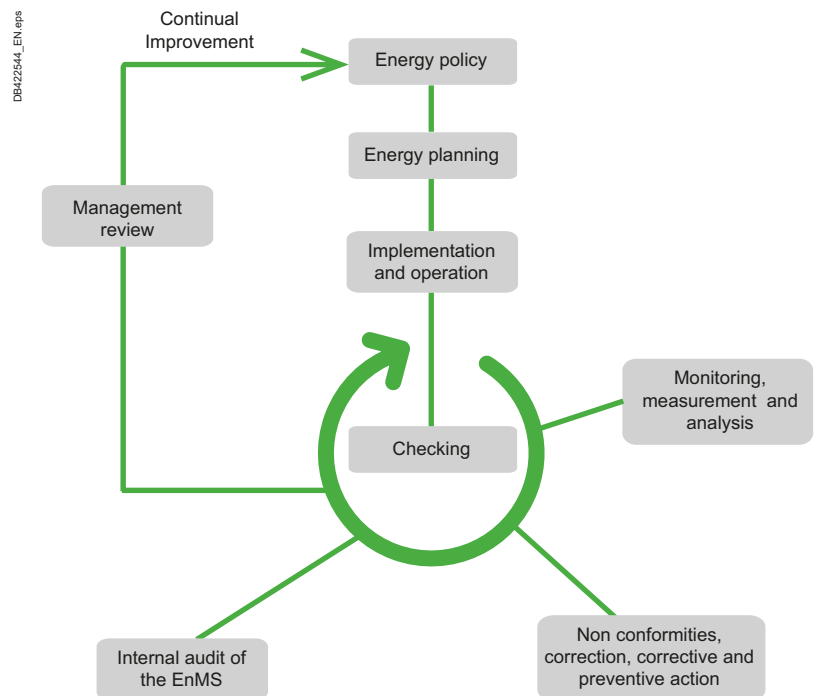 DB422544_EN.eps
Continual
Improvement
Energy policy
Energy planning
Management
review
Implementation
and operation
Monitoring,
measurement and
analysis
Checking
Internal audit of
the EnMS
Non conformities,
correction, corrective and
preventive action